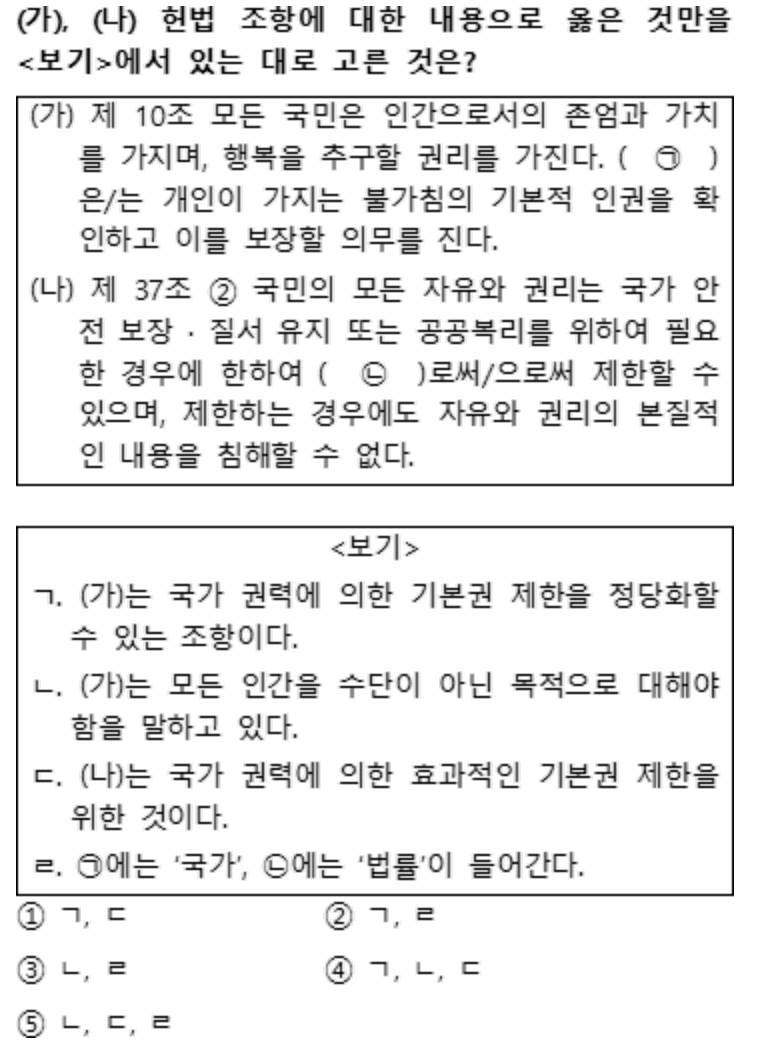 (가), (나) 헌법 조항에 대한 내용으로 옳은 것만을
<보기>에서 있는 대로 고른 것은?
(가) 제 10조 모든 국민은 인간으로서의 존엄과 가치
를 가지며, 행복을 추구할 권리를 가진다. ( ㉠ )
은/는 개인이 가지는 불가침의 기본적 인권을 확
인하고 이를 보장할 의무를 진다.
(나) 제 37조 ② 국민의 모든 자유와 권리는 국가 안
전 보장 · 질서 유지 또는 공공복리를 위하여 필요
한 경우에 한하여 ( ㉡ )로써/으로써 제한할 수
있으며, 제한하는 경우에도 자유와 권리의 본질적
인 내용을 침해할 수 없다.
<보기>
ㄱ. (가)는 국가 권력에 의한 기본권 제한을 정당화할
수 있는 조항이다.
ㄴ. (가)는 모든 인간을 수단이 아닌 목적으로 대해야
함을 말하고 있다.
ㄷ. (나)는 국가 권력에 의한 효과적인 기본권 제한을
위한 것이다.
ㄹ. ㉠에는 '국가', ㉡에는 '법률'이 들어간다.
① ㄱ, ㄷ ② ㄱ, ㄹ
③ ㄴ, ㄹ ④ ㄱ, ㄴ, ㄷ
⑤ ㄴ, ㄷ, ㄹ